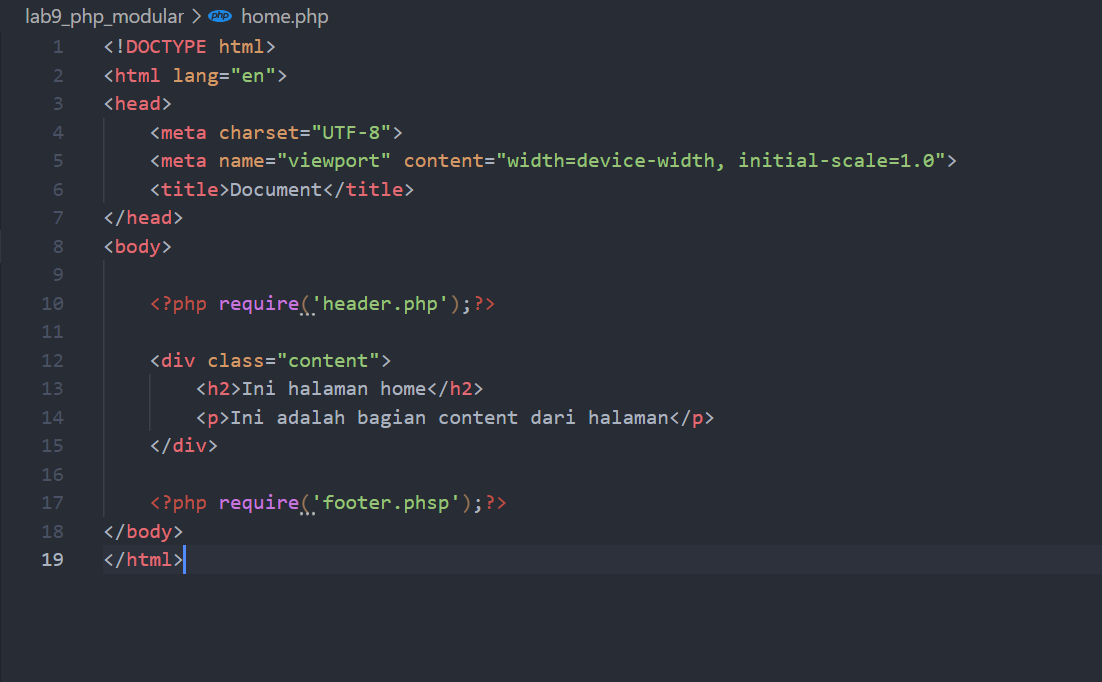 lab9_php_modular > php home.php
1 <!DOCTYPE html>
2 <html lang="en">
3 <head>
4     <meta charset="UTF-8">
5     <meta name="viewport" content="width=device-width, initial-scale=1.0">
6     <title>Document</title>
7 </head>
8 <body>
9
10     <?php require('header.php');?>
11
12     <div class="content">
13         <h2>Ini halaman home</h2>
14         <p>Ini adalah bagian content dari halaman</p>
15     </div>
16
17     <?php require('footer.phsp');?>
18 </body>
19 </html>